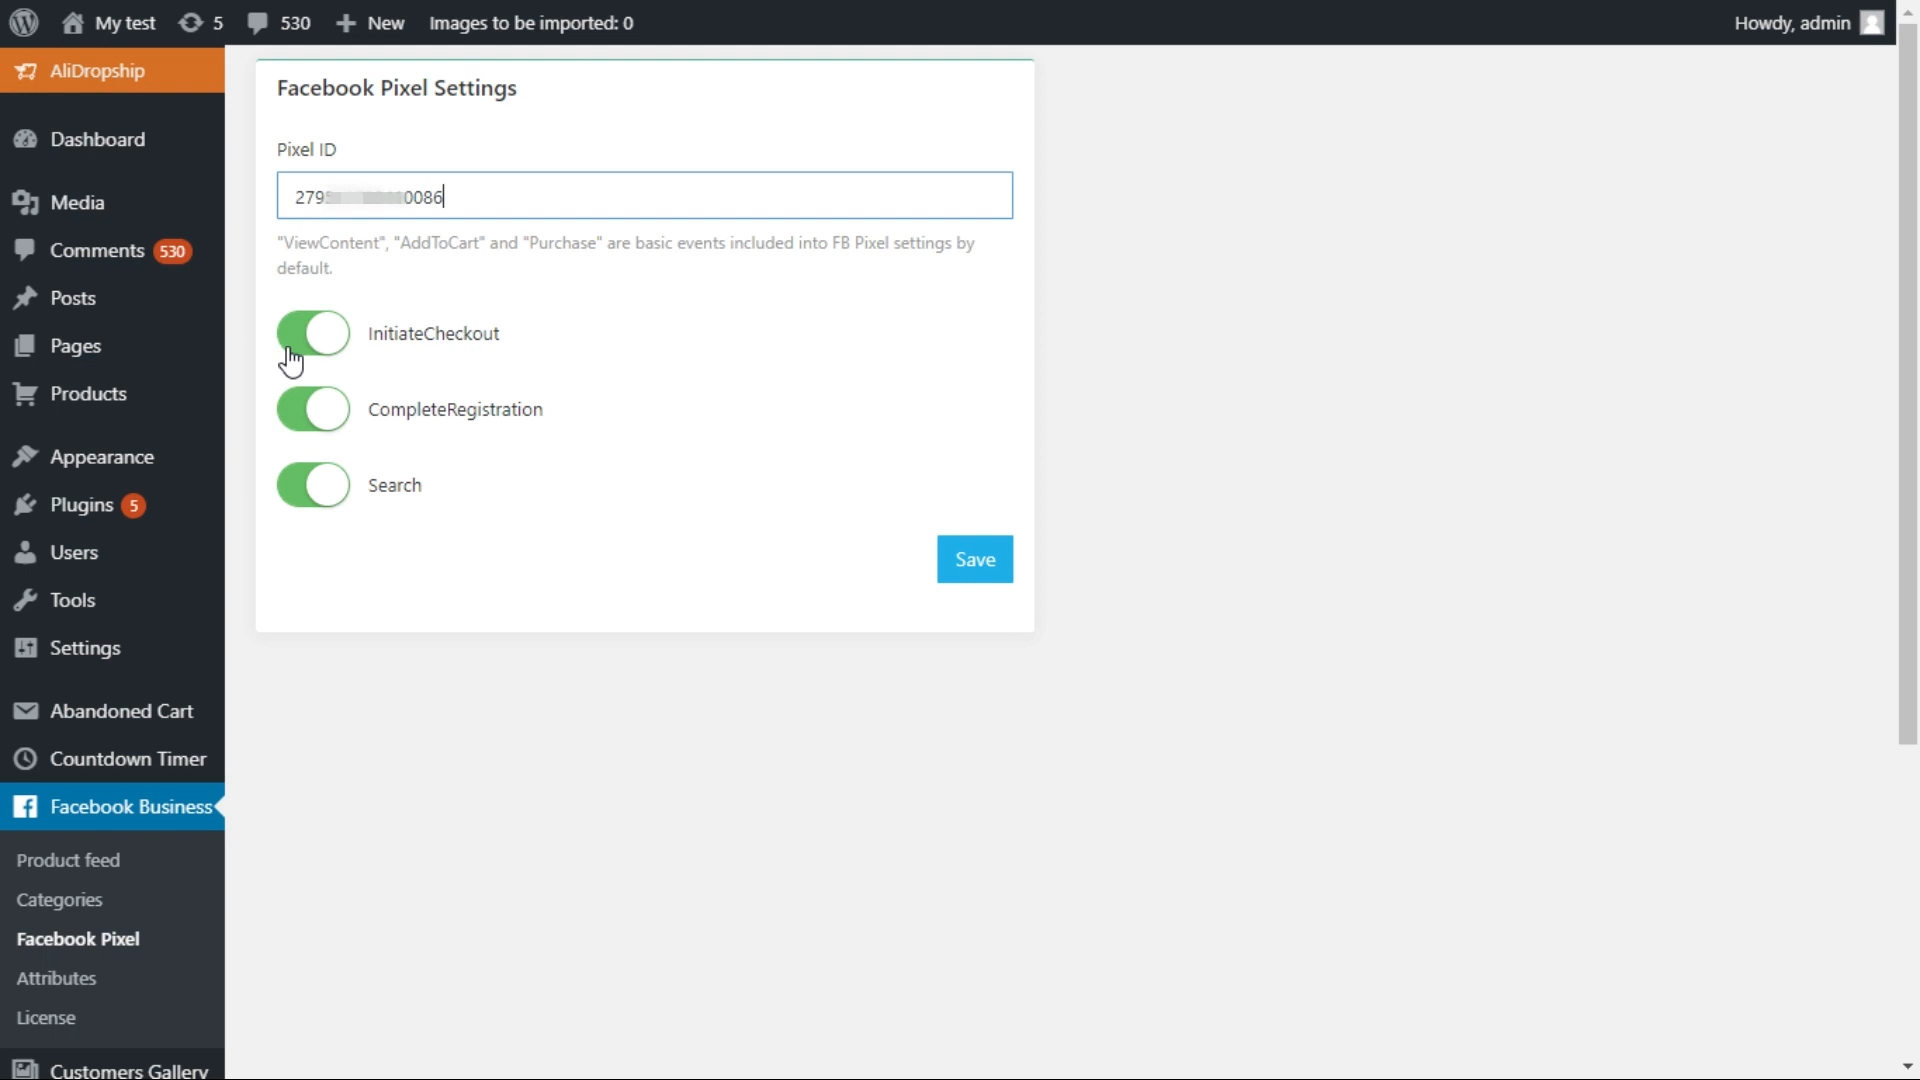 My test
5
530
New
Images to be imported: 0
Howdy, admin
AliDropship
Dashboard
Media
Comments 530
Posts
Pages
Products
Appearance
Plugins 5
Users
Tools
Settings
Abandoned Cart
Countdown Timer
Facebook Business
Product feed
Categories
Facebook Pixel
Attributes
License
Customers Gallery
Facebook Pixel Settings
Pixel ID
279 0086
"ViewContent", "AddToCart" and "Purchase" are basic events included into FB Pixel settings by
default.
InitiateCheckout
CompleteRegistration
Search
Save